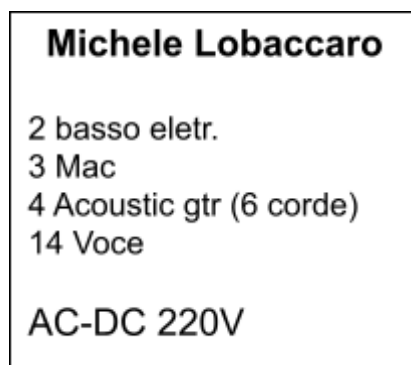 Michele Lobaccaro
2 basso eletr.
3 Mac
4 Acoustic gtr (6 corde)
14 Voce
AC-DC 220V